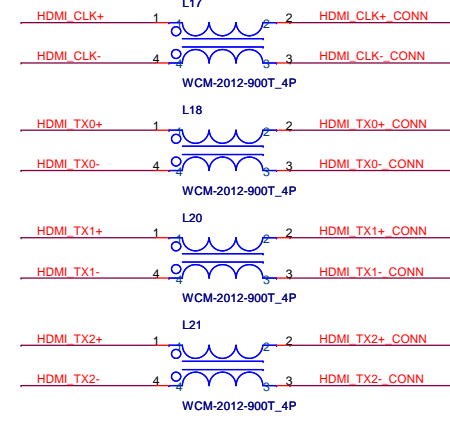 L17
HDMI_CLK+ 1 1 2 2 HDMI_CLK+_CONN
HDMI_CLK- 4 4 3 3 HDMI_CLK-_CONN
WCM-2012-900T_4P
L18
HDMI_TX0+ 1 1 2 2 HDMI_TX0+_CONN
HDMI_TX0- 4 4 3 3 HDMI_TX0-_CONN
WCM-2012-900T_4P
L20
HDMI_TX1+ 1 1 2 2 HDMI_TX1+_CONN
HDMI_TX1- 4 4 3 3 HDMI_TX1-_CONN
WCM-2012-900T_4P
L21
HDMI_TX2+ 1 1 2 2 HDMI_TX2+_CONN
HDMI_TX2- 4 4 3 3 HDMI_TX2-_CONN
WCM-2012-900T_4P